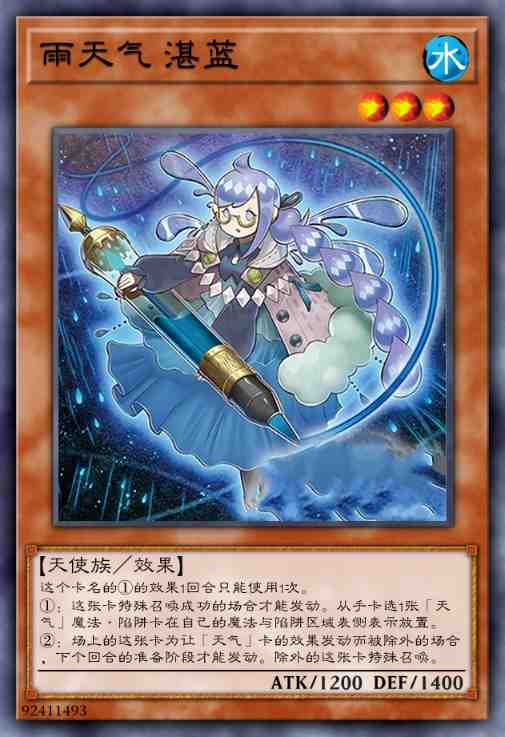 雨天气 湛蓝
水
【天使族／效果】
这个卡名的①的效果1回合只能使用1次。
①：这张卡特殊召唤成功的场合才能发动。从手卡选1张「天
气」魔法·陷阱卡在自己的魔法与陷阱区域表侧表示放置。
②：场上的这张卡为让「天气」卡的效果发动而被除外的场合
，下个回合的准备阶段才能发动。除外的这张卡特殊召唤。
ATK/1200 DEF/1400
92411493